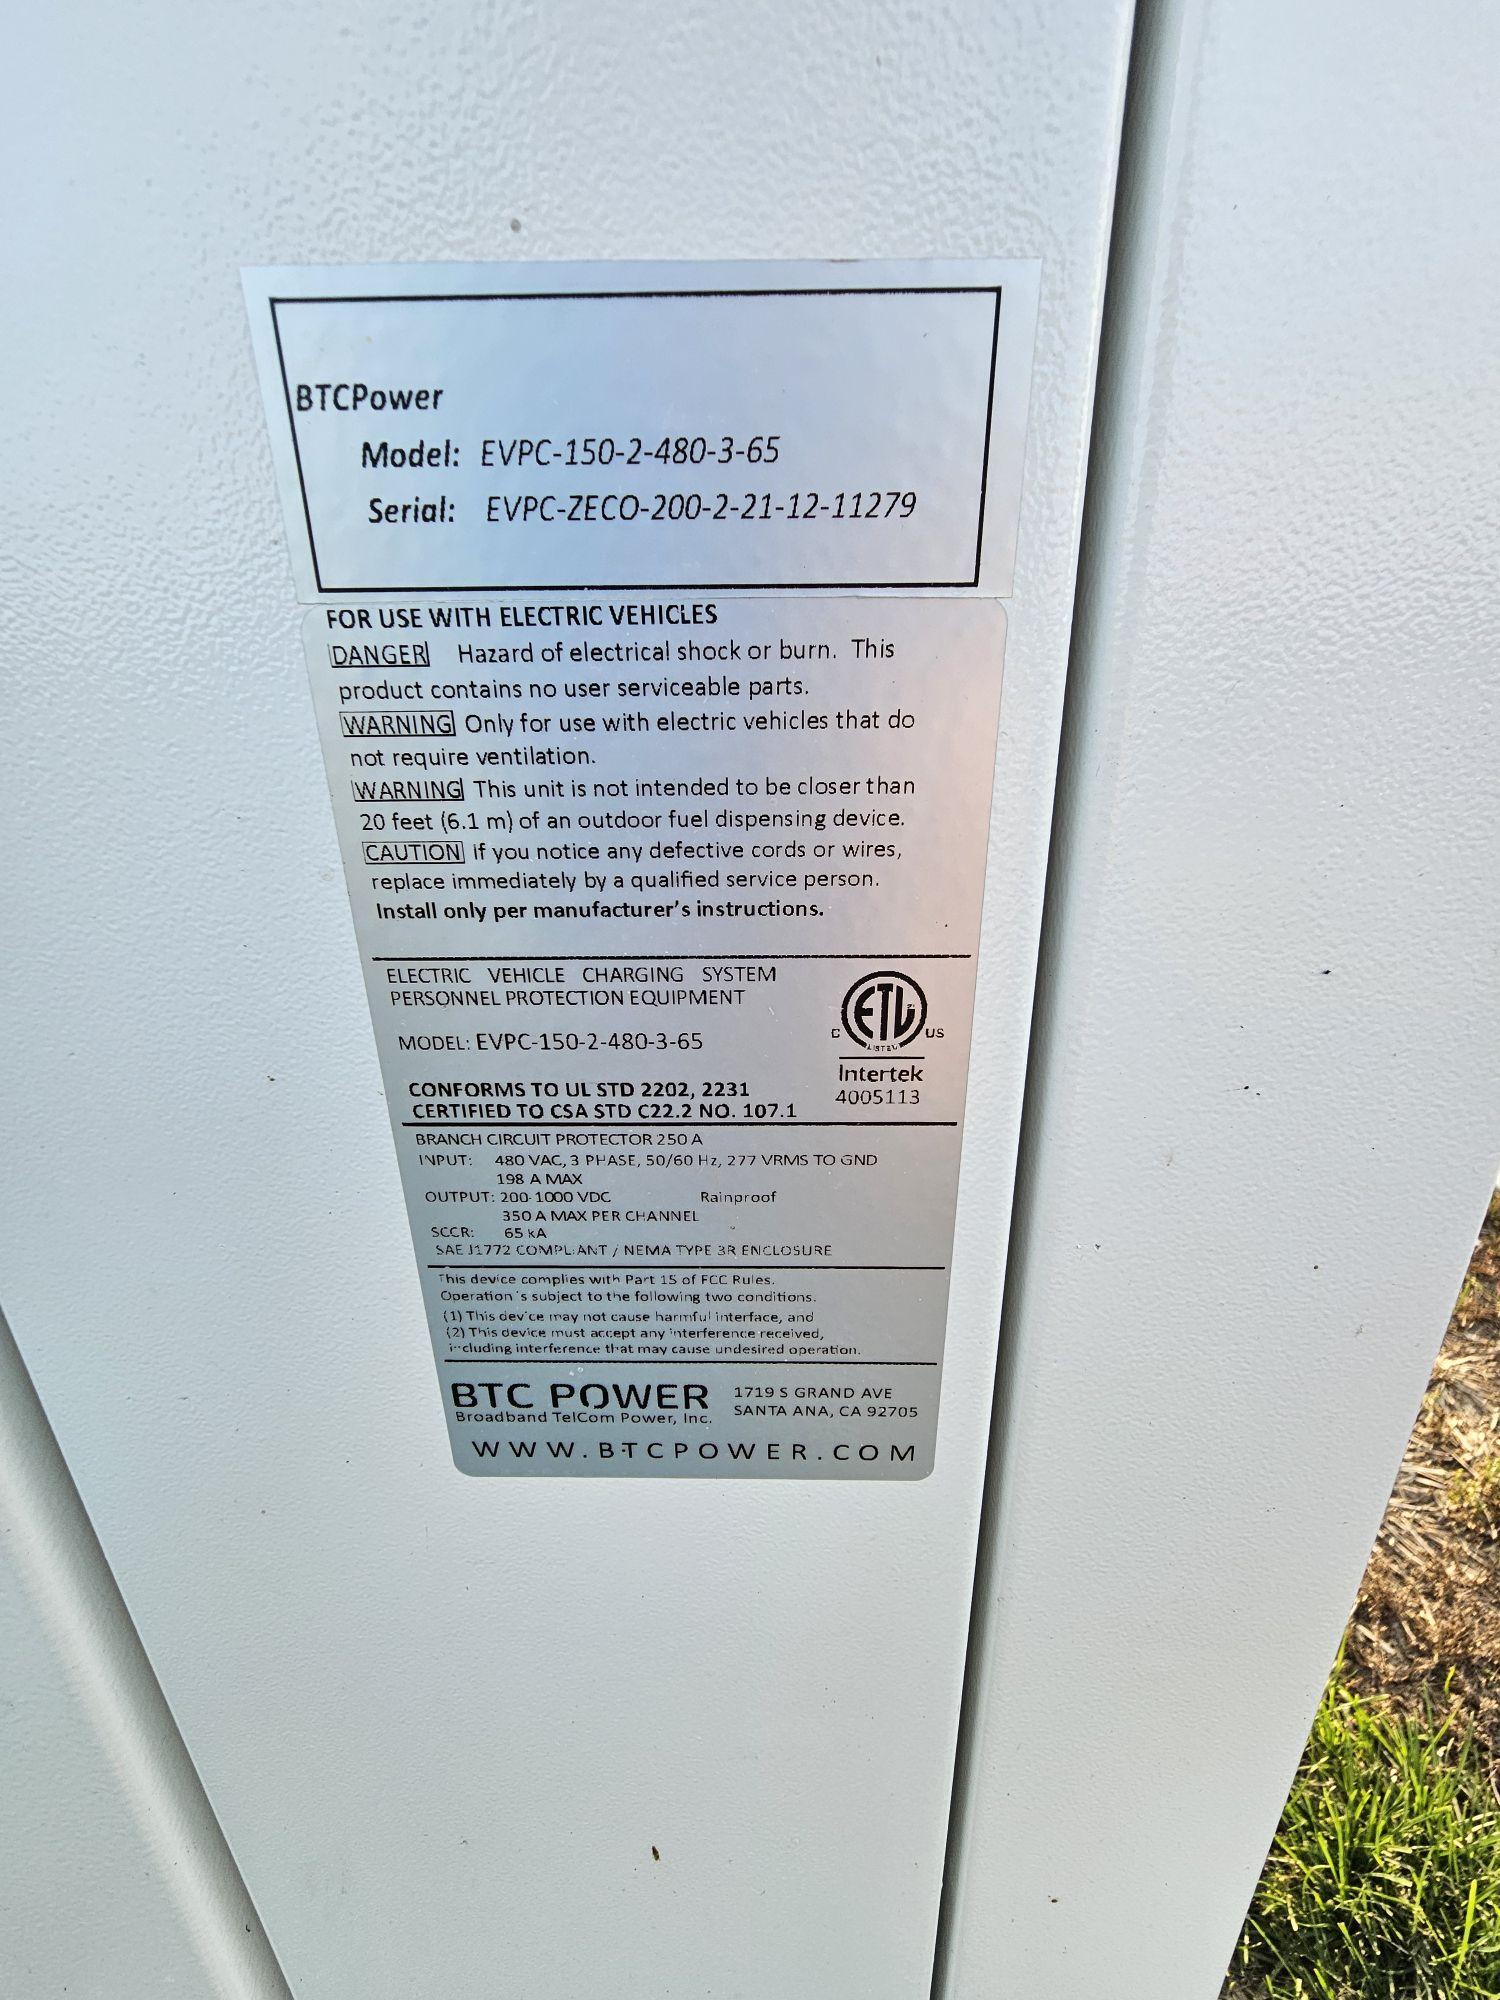 BTCPower
Model: EVPC-150-2-480-3-65
Serial: EVPC-ZECO-200-2-21-12-11279
FOR USE WITH ELECTRIC VEHICLES
DANGER Hazard of electrical shock or burn. This
product contains no user serviceable parts.
WARNING Only for use with electric vehicles that do
not require ventilation.
WARNING This unit is not intended to be closer than
20 feet (6.1 m) of an outdoor fuel dispensing device.
CAUTION if you notice any defective cords or wires,
replace immediately by a qualified service person.
Install only per manufacturer's instructions.
ELECTRIC VEHICLE CHARGING SYSTEM
PERSONNEL PROTECTION EQUIPMENT
MODEL: EVPC-150-2-480-3-65
CONFORMS TO UL STD 2202, 2231
CERTIFIED TO CSA STD C22.2 NO. 107.1
C ETL US
LISTED
Intertek
4005113
BRANCH CIRCUIT PROTECTOR 250 A
INPUT: 480 VAC, 3 PHASE, 50/60 Hz, 277 VRMS TO GND
198 A MAX
OUTPUT: 200-1000 VDC Rainproof
350 A MAX PER CHANNEL
SCCR: 65 kA
SAE J1772 COMPLIANT / NEMA TYPE 3R ENCLOSURE
This device complies with Part 15 of FCC Rules.
Operation is subject to the following two conditions.
(1) This device may not cause harmful interface, and
(2) This device must accept any interference received,
including interference that may cause undesired operation.
BTC POWER
Broadband TelCom Power, Inc.
1719 S GRAND AVE
SANTA ANA, CA 92705
WWW.BTCPOWER.COM